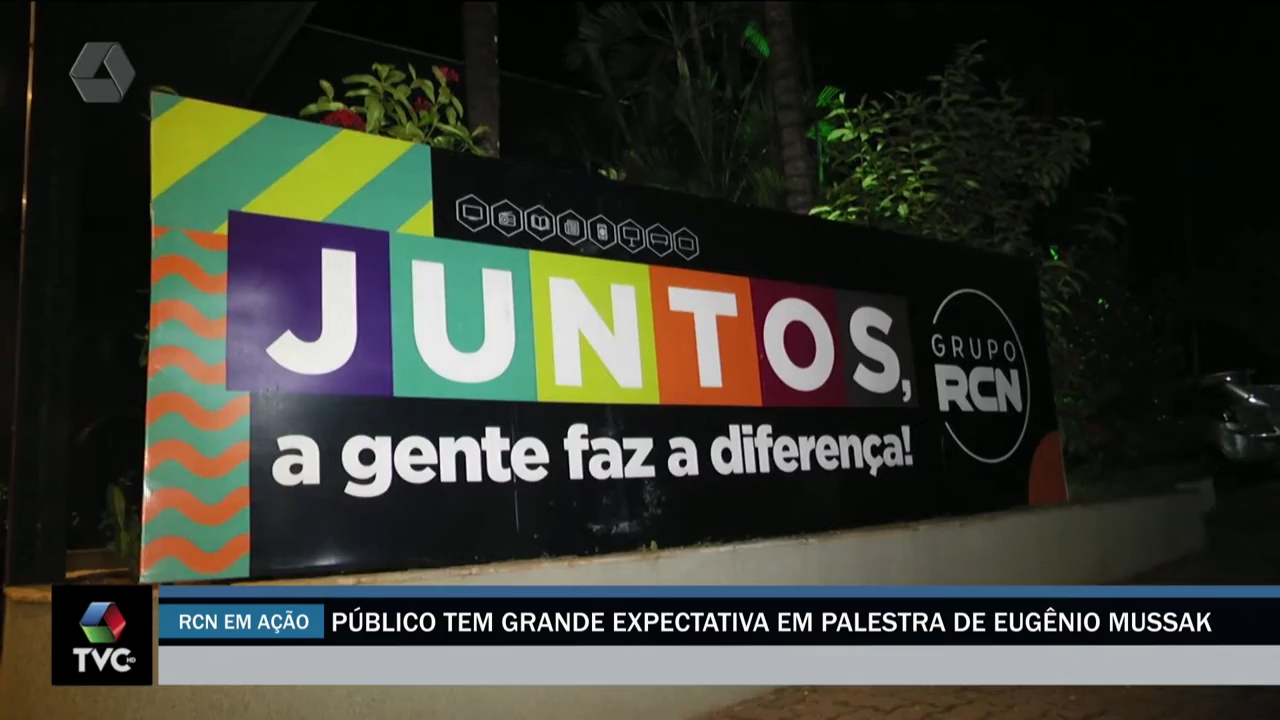 JUNTOS,
a gente faz a diferença!
GRUPO
RCN
RCN EM AÇÃO
PÚBLICO TEM GRANDE EXPECTATIVA EM PALESTRA DE EUGÊNIO MUSSAK
TVC HD